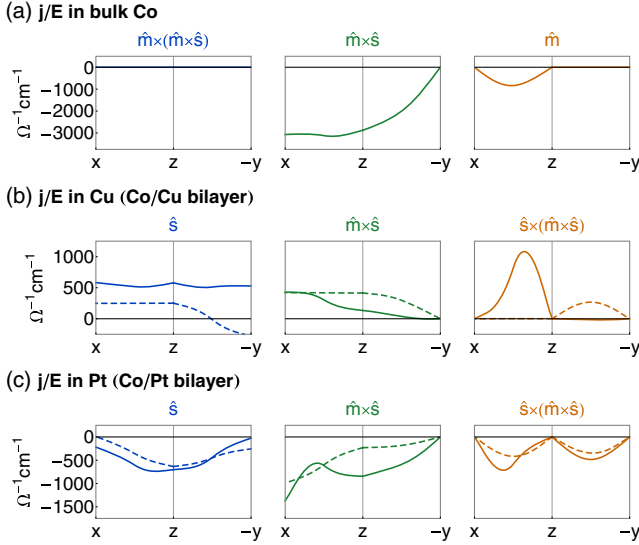 (a) j/E in bulk Co
m̂×(m̂×ŝ) m̂×ŝ m̂
Ω⁻¹cm⁻¹
0
−1000
−2000
−3000
x z −y x z −y x z −y
(b) j/E in Cu (Co/Cu bilayer)
ŝ m̂×ŝ ŝ×(m̂×ŝ)
Ω⁻¹cm⁻¹
1000
500
0
x z −y x z −y x z −y
(c) j/E in Pt (Co/Pt bilayer)
ŝ m̂×ŝ ŝ×(m̂×ŝ)
Ω⁻¹cm⁻¹
0
−500
−1000
−1500
x z −y x z −y x z −y